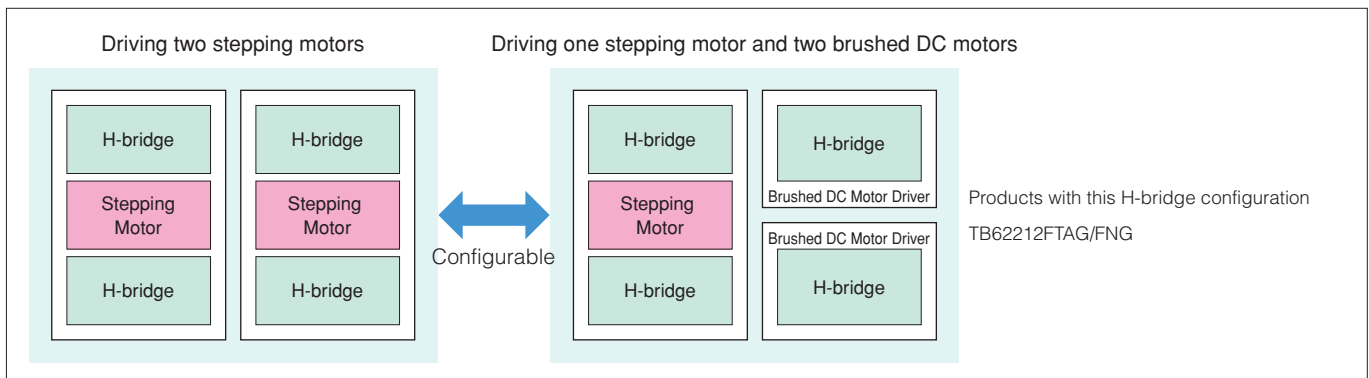 Driving two stepping motors
H-bridge
Stepping
Motor
H-bridge
H-bridge
Stepping
Motor
H-bridge
Configurable
Driving one stepping motor and two brushed DC motors
H-bridge
Stepping
Motor
H-bridge
H-bridge
Brushed DC Motor Driver
Brushed DC Motor Driver
H-bridge
Products with this H-bridge configuration
TB62212FTAG/FNG